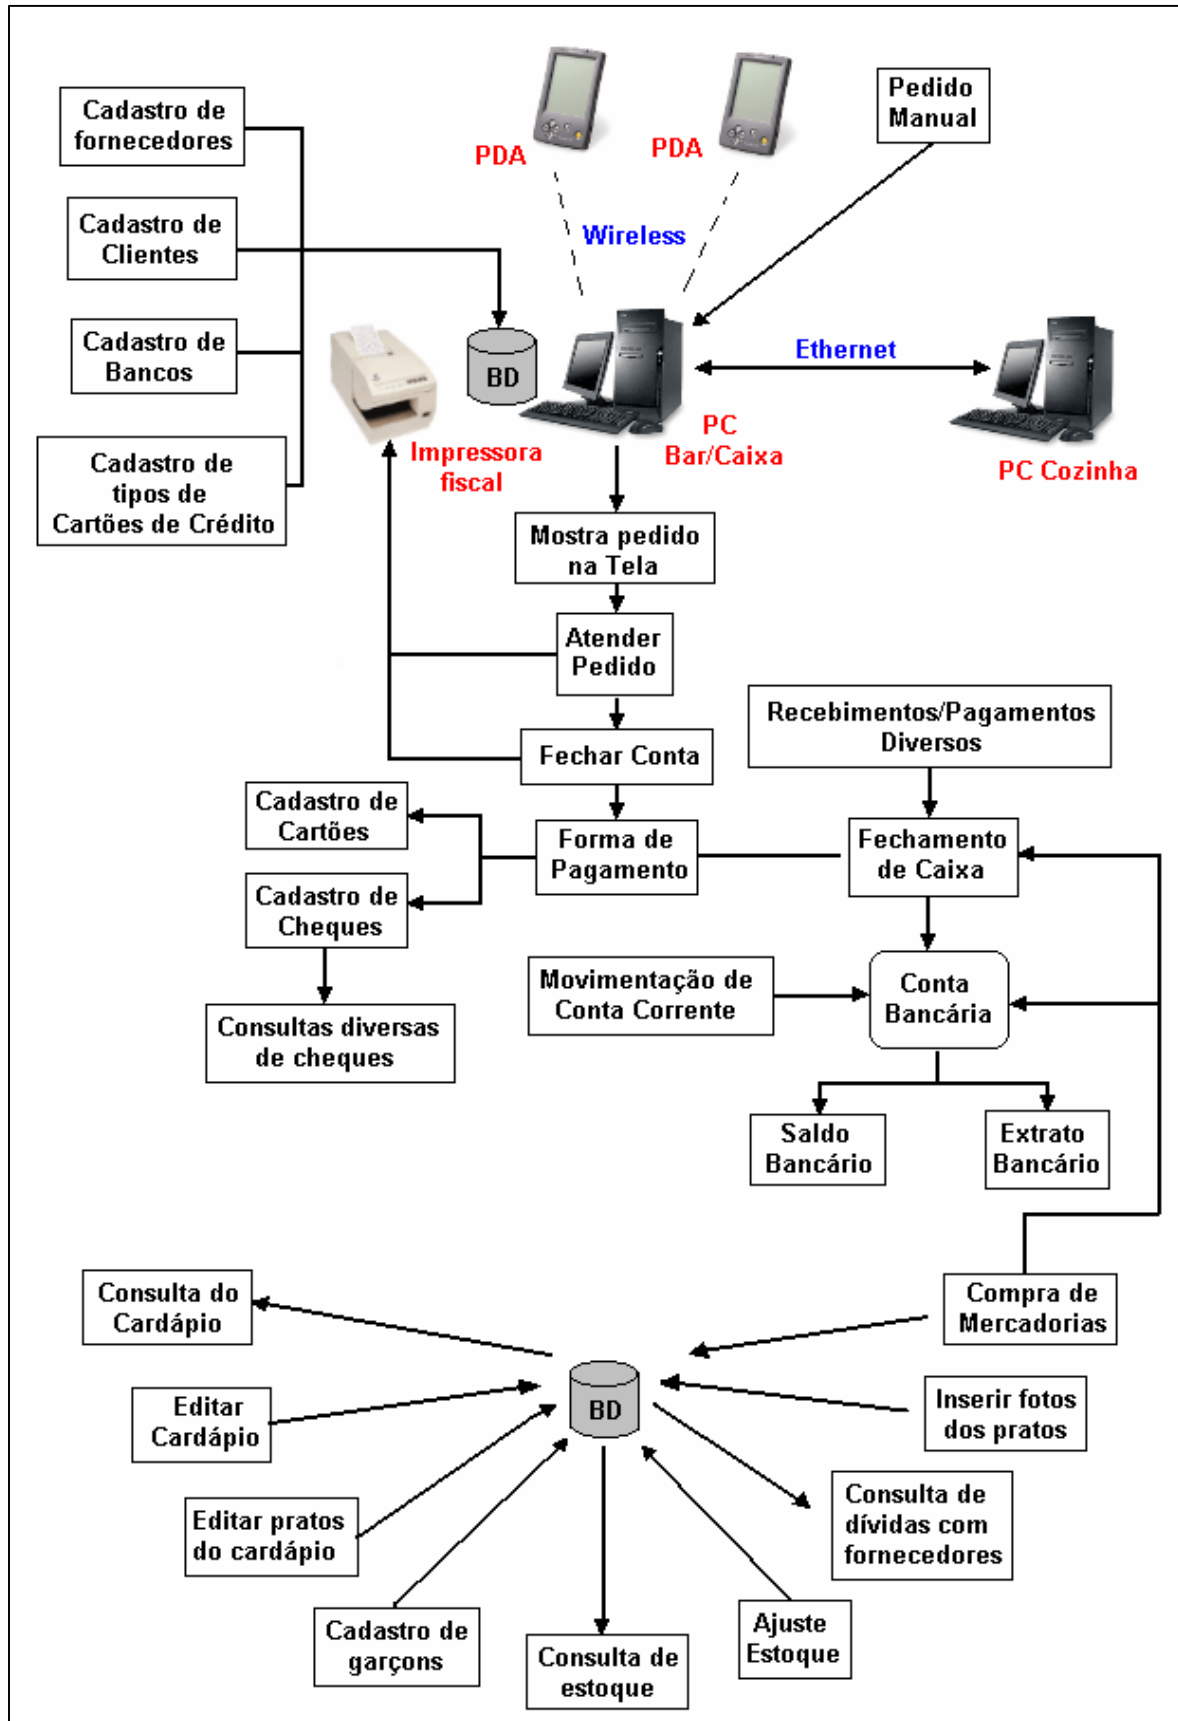 Cadastro de
fornecedores
PDA
PDA
Pedido
Manual
Cadastro de
Clientes
Wireless
Cadastro de
Bancos
BD
Ethernet
Impressora
fiscal
PC
Bar/Caixa
PC Cozinha
Cadastro de
tipos de
Cartões de Crédito
Mostra pedido
na Tela
Atender
Pedido
Recebimentos/Pagamentos
Diversos
Fechar Conta
Cadastro de
Cartões
Forma de
Pagamento
Fechamento
de Caixa
Cadastro de
Cheques
Movimentação de
Conta Corrente
Conta
Bancária
Consultas diversas
de cheques
Saldo
Bancário
Extrato
Bancário
Consulta do
Cardápio
Compra de
Mercadorias
Editar
Cardápio
BD
Inserir fotos
dos pratos
Editar pratos
do cardápio
Consulta de
dívidas com
fornecedores
Cadastro de
garçons
Consulta de
estoque
Ajuste
Estoque